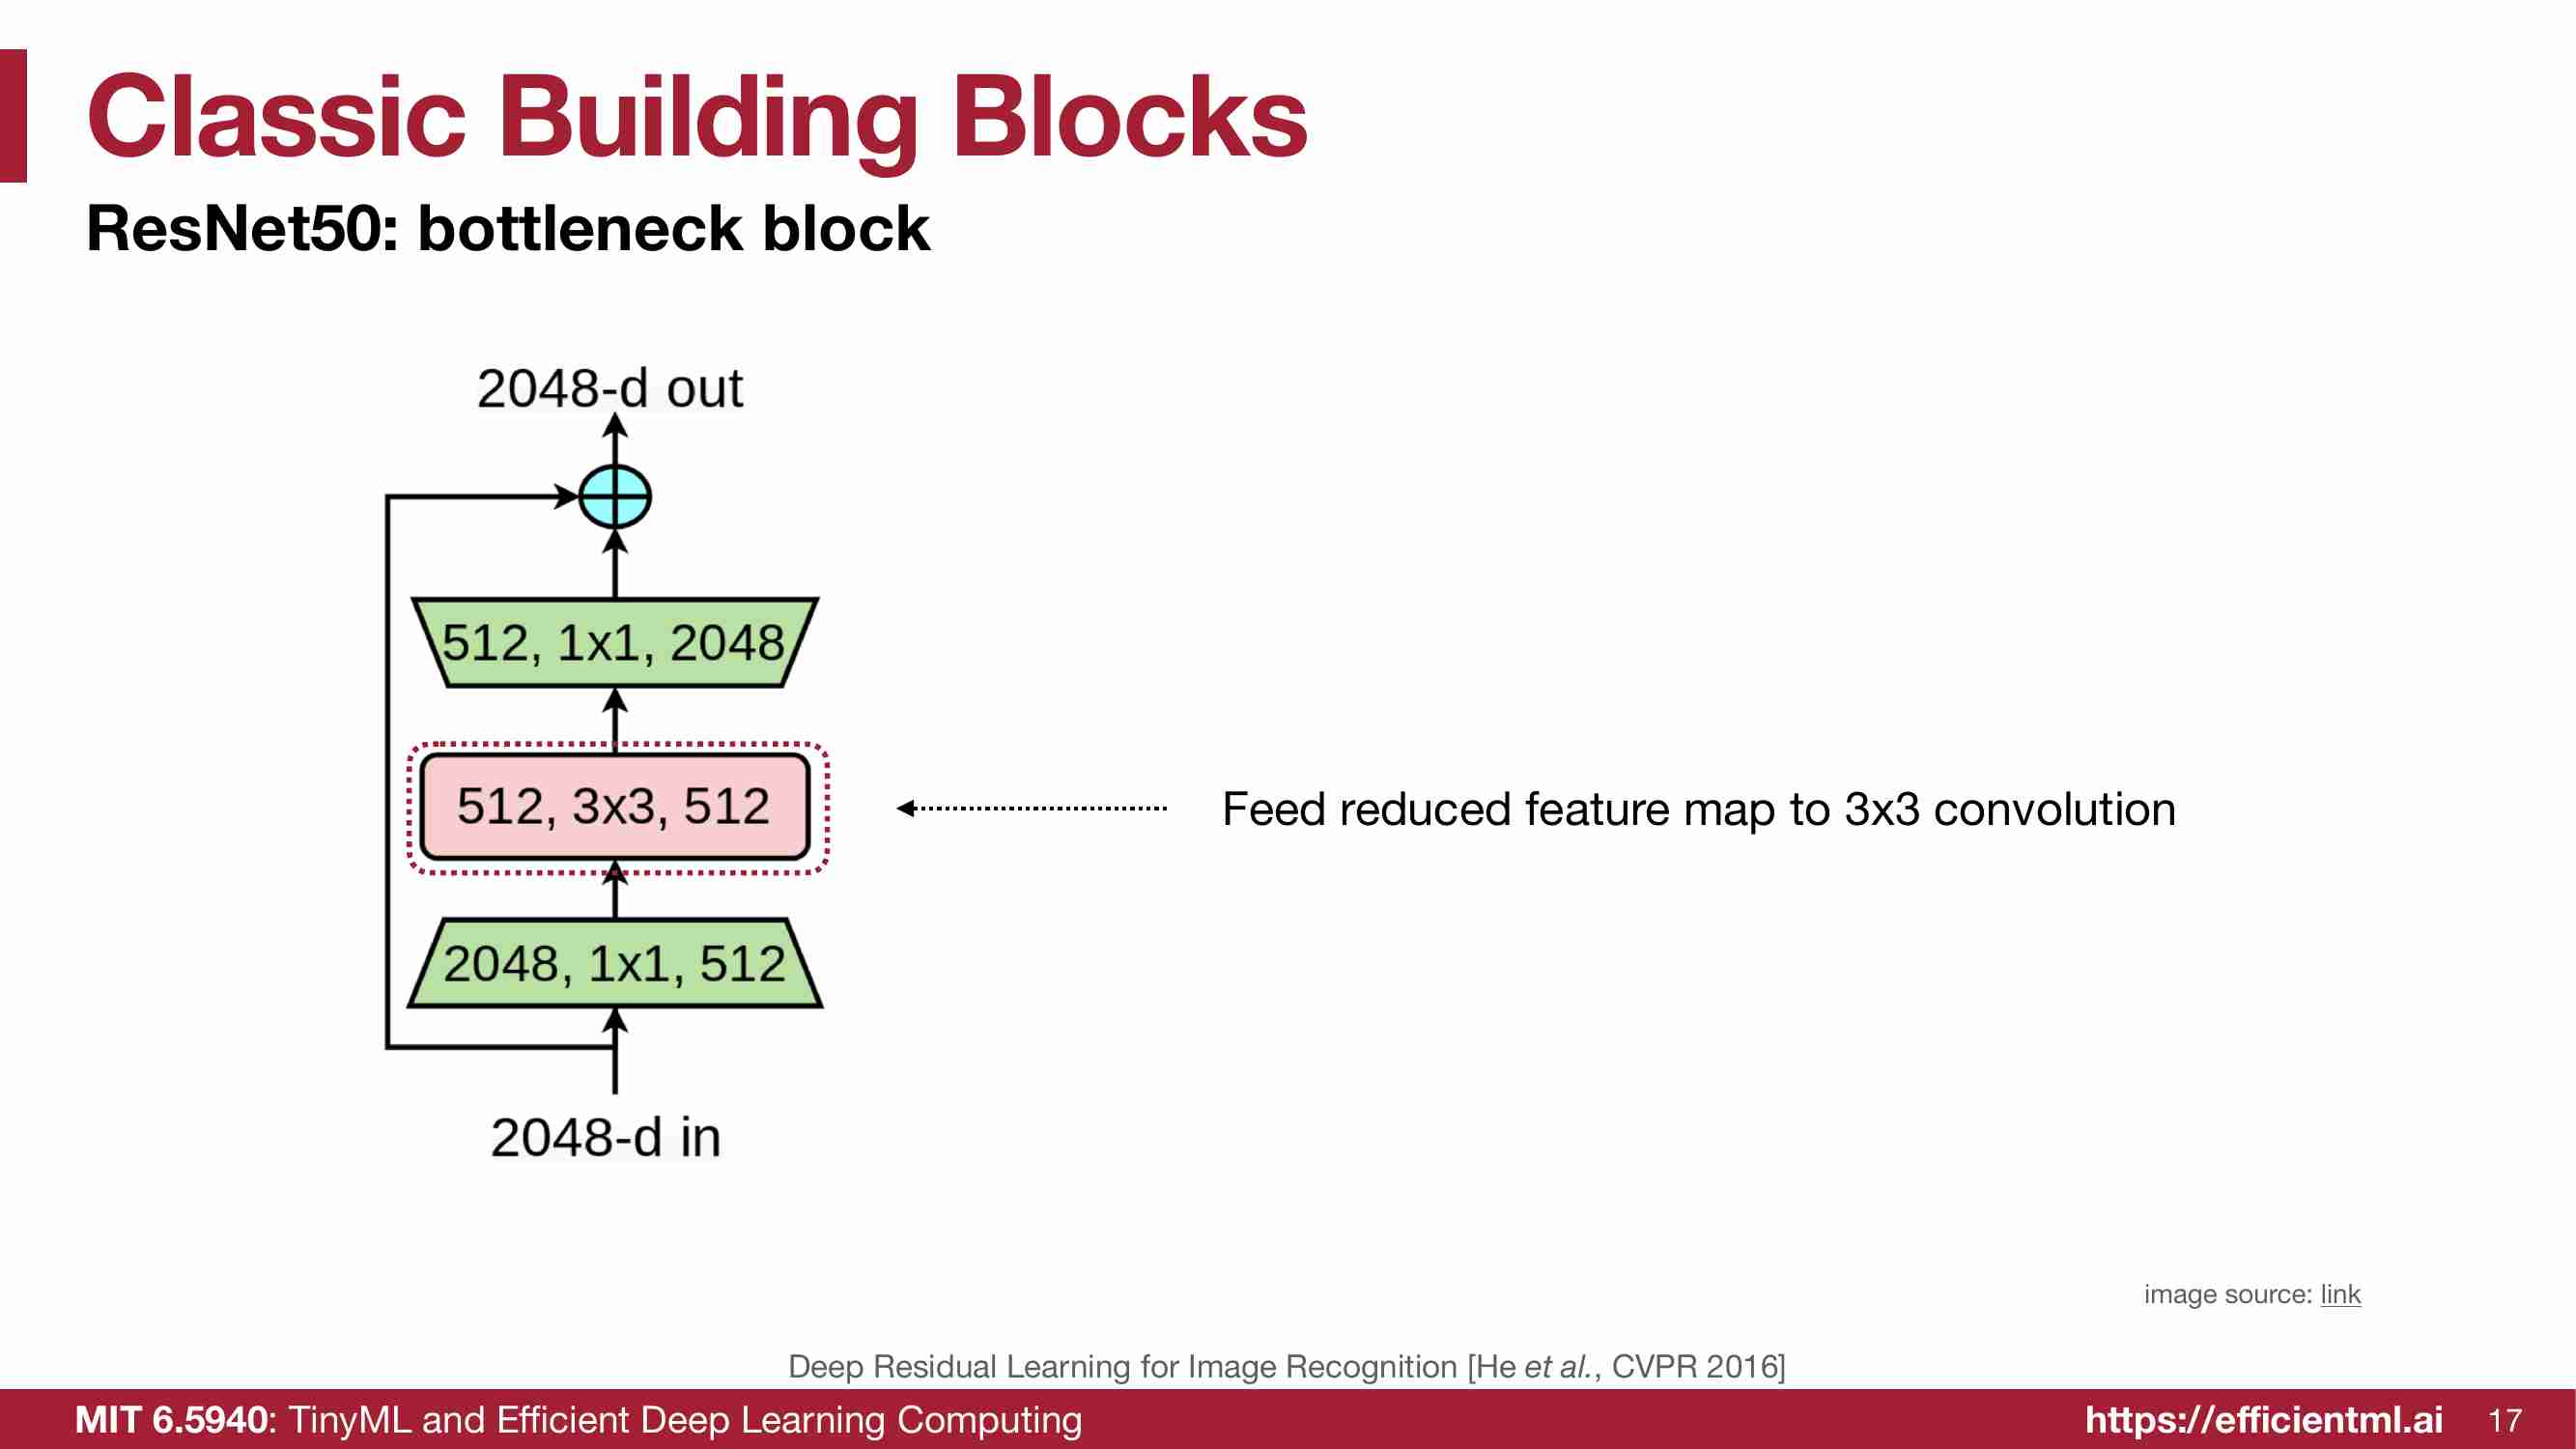 Classic Building Blocks
ResNet50: bottleneck block
2048-d out
512, 1x1, 2048
512, 3x3, 512
Feed reduced feature map to 3x3 convolution
2048, 1x1, 512
2048-d in
image source: link
Deep Residual Learning for Image Recognition [He et al., CVPR 2016]
MIT 6.5940: TinyML and Efficient Deep Learning Computing
https://efficientml.ai
17